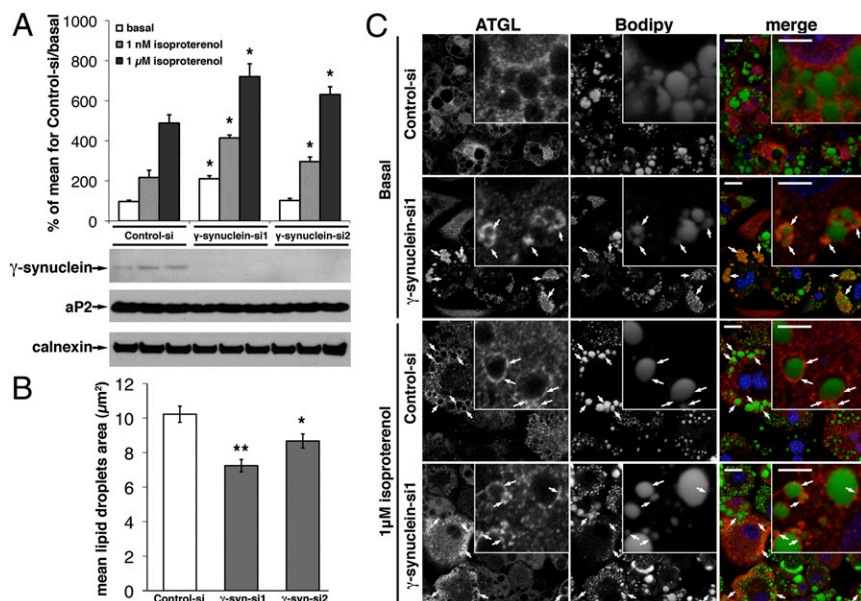 A
basal
1 nM isoproterenol
1 µM isoproterenol
% of mean for Control-si/basal
1000
800
600
400
200
0
*
*
*
*
*
Control-si
γ-synuclein-si1
γ-synuclein-si2
γ-synuclein
aP2
calnexin
B
mean lipid droplets area (µm²)
12
10
8
6
4
2
0
**
*
Control-si
γ-syn-si1
γ-syn-si2
C
ATGL
Bodipy
merge
Basal
Control-si
γ-synuclein-si1
1µM isoproterenol
Control-si
γ-synuclein-si1